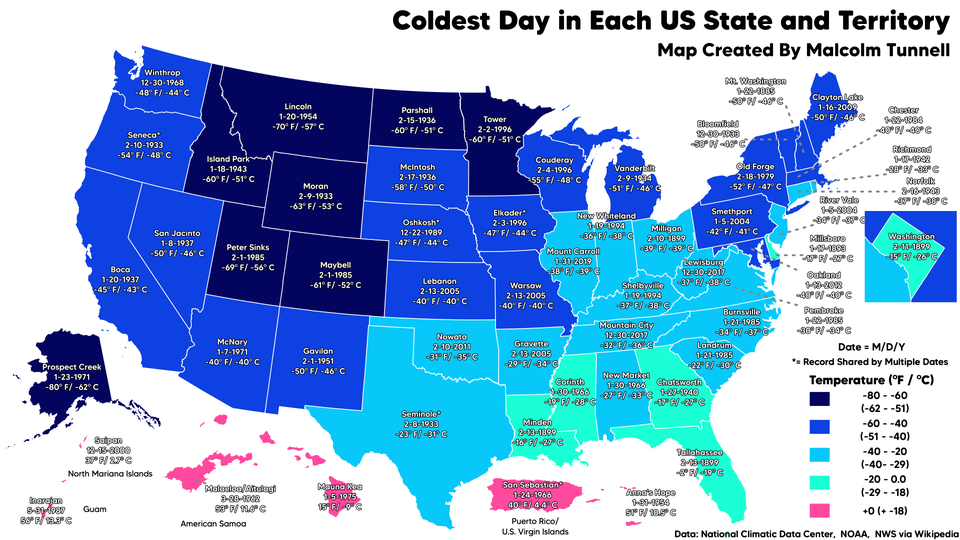 Coldest Day in Each US State and Territory
Map Created By Malcolm Tunnell
Winthrop
12-30-1968
-48° F/ -44° C
Seneca*
2-10-1933
-54° F/ -48° C
Lincoln
1-20-1954
-70° F/ -57° C
Island Park
1-18-1943
-60° F/ -51° C
Parshall
2-15-1936
-60° F/ -51° C
Tower
2-2-1996
-60° F/ -51° C
McIntosh
2-17-1936
-58° F/ -50° C
Moran
2-9-1933
-63° F/ -53° C
Couderay
2-4-1996
-55° F/ -48° C
Vanderbilt
2-9-1934
-51° F/ -46° C
Mt. Washington
1-22-1885
-50° F/ -46° C
Clayton Lake
1-16-2009
-50° F/ -46° C
Bloomfield
12-30-1933
-50° F/ -46° C
Chester
1-22-1984
-40° F/ -40° C
Richmond
1-17-1942
-28° F/ -33° C
Norfolk
2-16-1943
-37° F/ -38° C
Old Forge
2-18-1979
-52° F/ -47° C
River Vale
1-5-2004
-34° F/ -37° C
Smethport
1-5-2004
-42° F/ -41° C
Millsboro
1-17-1893
-17° F/ -27° C
Washington
2-11-1899
-15° F/ -26° C
Oakland
1-13-2012
-40° F/ -40° C
Pembroke
1-22-1985
-30° F/ -34° C
San Jacinto
1-8-1937
-50° F/ -46° C
Boca
1-20-1937
-45° F/ -43° C
Peter Sinks
2-1-1985
-69° F/ -56° C
Maybell
2-1-1985
-61° F/ -52° C
Oshkosh*
12-22-1989
-47° F/ -44° C
Elkader*
2-3-1996
-47° F/ -44° C
New Whiteland
1-19-1994
-36° F/ -38° C
Milligan
2-10-1899
-39° F/ -39° C
Mount Carroll
1-31-2019
-38° F/ -39° C
Lewisburg
12-30-2017
-37° F/ -38° C
Lebanon
2-13-2005
-40° F/ -40° C
Warsaw
2-13-2005
-40° F/ -40° C
Shelbyville
1-19-1994
-37° F/ -38° C
Burnsville
1-21-1985
-34° F/ -37° C
McNary
1-7-1971
-40° F/ -40° C
Gavilan
2-1-1951
-50° F/ -46° C
Nowata
2-10-2011
-31° F/ -35° C
Gravette
2-13-2005
-29° F/ -34° C
Mountain City
12-30-2017
-32° F/ -36° C
Landrum
1-21-1985
-22° F/ -30° C
Corinth
1-30-1966
-19° F/ -28° C
New Market
1-30-1966
-27° F/ -33° C
Chatsworth
1-27-1940
-17° F/ -27° C
Seminole*
2-8-1933
-23° F/ -31° C
Minden
2-13-1899
-16° F/ -27° C
Tallahassee
2-13-1899
-2° F/ -19° C
Prospect Creek
1-23-1971
-80° F/ -62° C
Saipan
12-15-2000
37° F/ 2.7° C
North Mariana Islands
Inarajan
5-31-1987
56° F/ 13.3° C
Guam
Malaeloa/Aitulagi
3-28-1962
53° F/ 11.6° C
American Samoa
Mauna Kea
1-5-1975
15° F/ -9° C
San Sebastian*
1-24-1966
40° F/ 4.4° C
Puerto Rico/
U.S. Virgin Islands
Anna's Hope
1-31-1954
51° F/ 10.5° C
Date = M/D/Y
*= Record Shared by Multiple Dates
Temperature (°F / °C)
-80 - -60
(-62 - -51)
-60 - -40
(-51 - -40)
-40 - -20
(-40 - -29)
-20 - 0.0
(-29 - -18)
+0 (+ -18)
Data: National Climatic Data Center, NOAA, NWS via Wikipedia